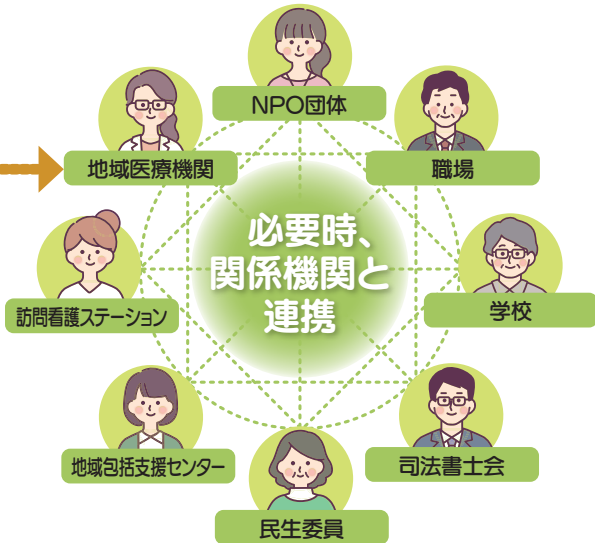 NPO団体
地域医療機関
職場
必要時、
関係機関と
連携
訪問看護ステーション
学校
地域包括支援センター
司法書士会
民生委員